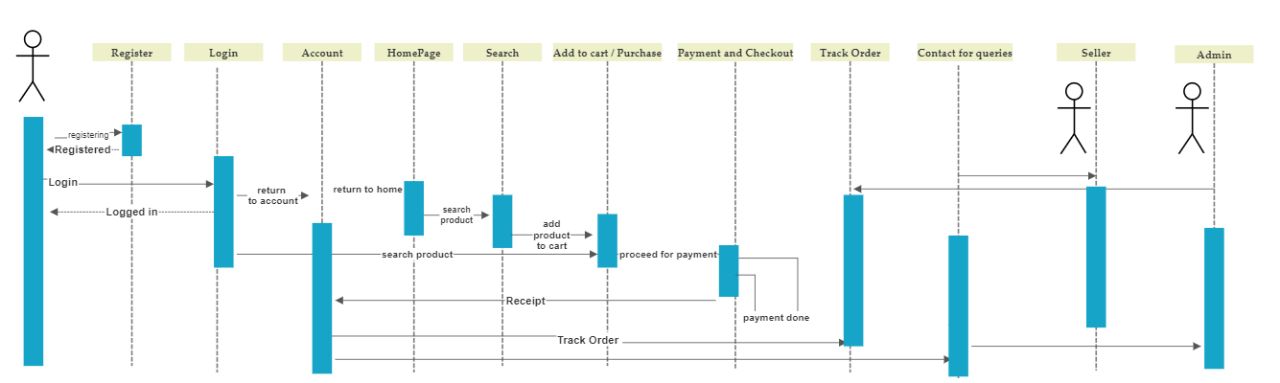 Register
Login
Account
HomePage
Search
Add to cart / Purchase
Payment and Checkout
Track Order
Contact for queries
Seller
Admin
registering
Registered
Login
return
to account
return to home
Logged in
search
product
add
product
to cart
search product
proceed for payment
Receipt
payment done
Track Order